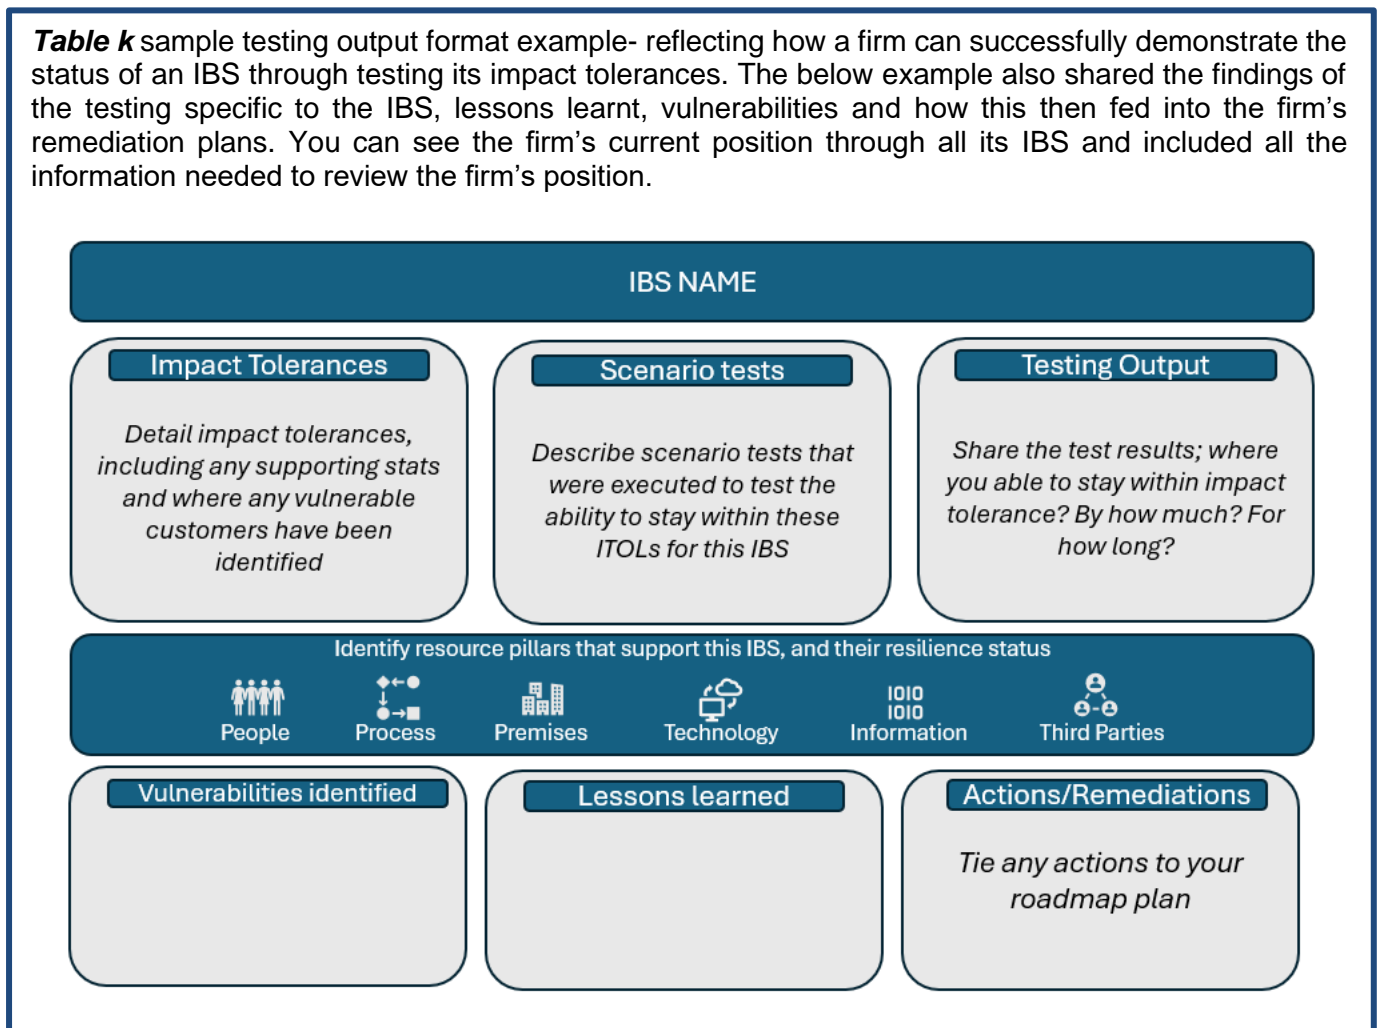 Table k sample testing output format example- reflecting how a firm can successfully demonstrate the
status of an IBS through testing its impact tolerances. The below example also shared the findings of
the testing specific to the IBS, lessons learnt, vulnerabilities and how this then fed into the firm's
remediation plans. You can see the firm's current position through all its IBS and included all the
information needed to review the firm's position.
IBS NAME
Impact Tolerances
Detail impact tolerances,
including any supporting stats
and where any vulnerable
customers have been
identified
Scenario tests
Describe scenario tests that
were executed to test the
ability to stay within these
ITOLs for this IBS
Testing Output
Share the test results; where
you able to stay within impact
tolerance? By how much? For
how long?
Identify resource pillars that support this IBS, and their resilience status
People
Process
Premises
Technology
IOIO
IOIO
Information
Third Parties
Vulnerabilities identified
Lessons learned
Actions/Remediations
Tie any actions to your
roadmap plan